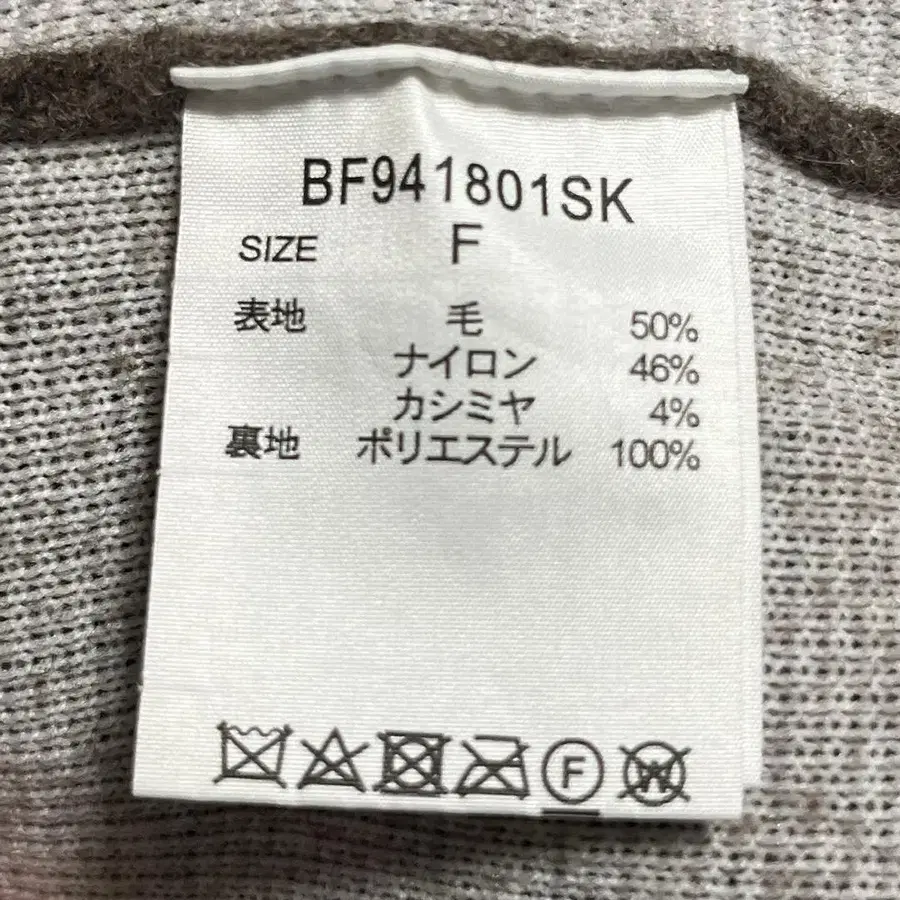 BF941801SK
SIZE F
表地 毛 50%
ナイロン 46%
カシミヤ 4%
裏地 ポリエステル 100%
F W